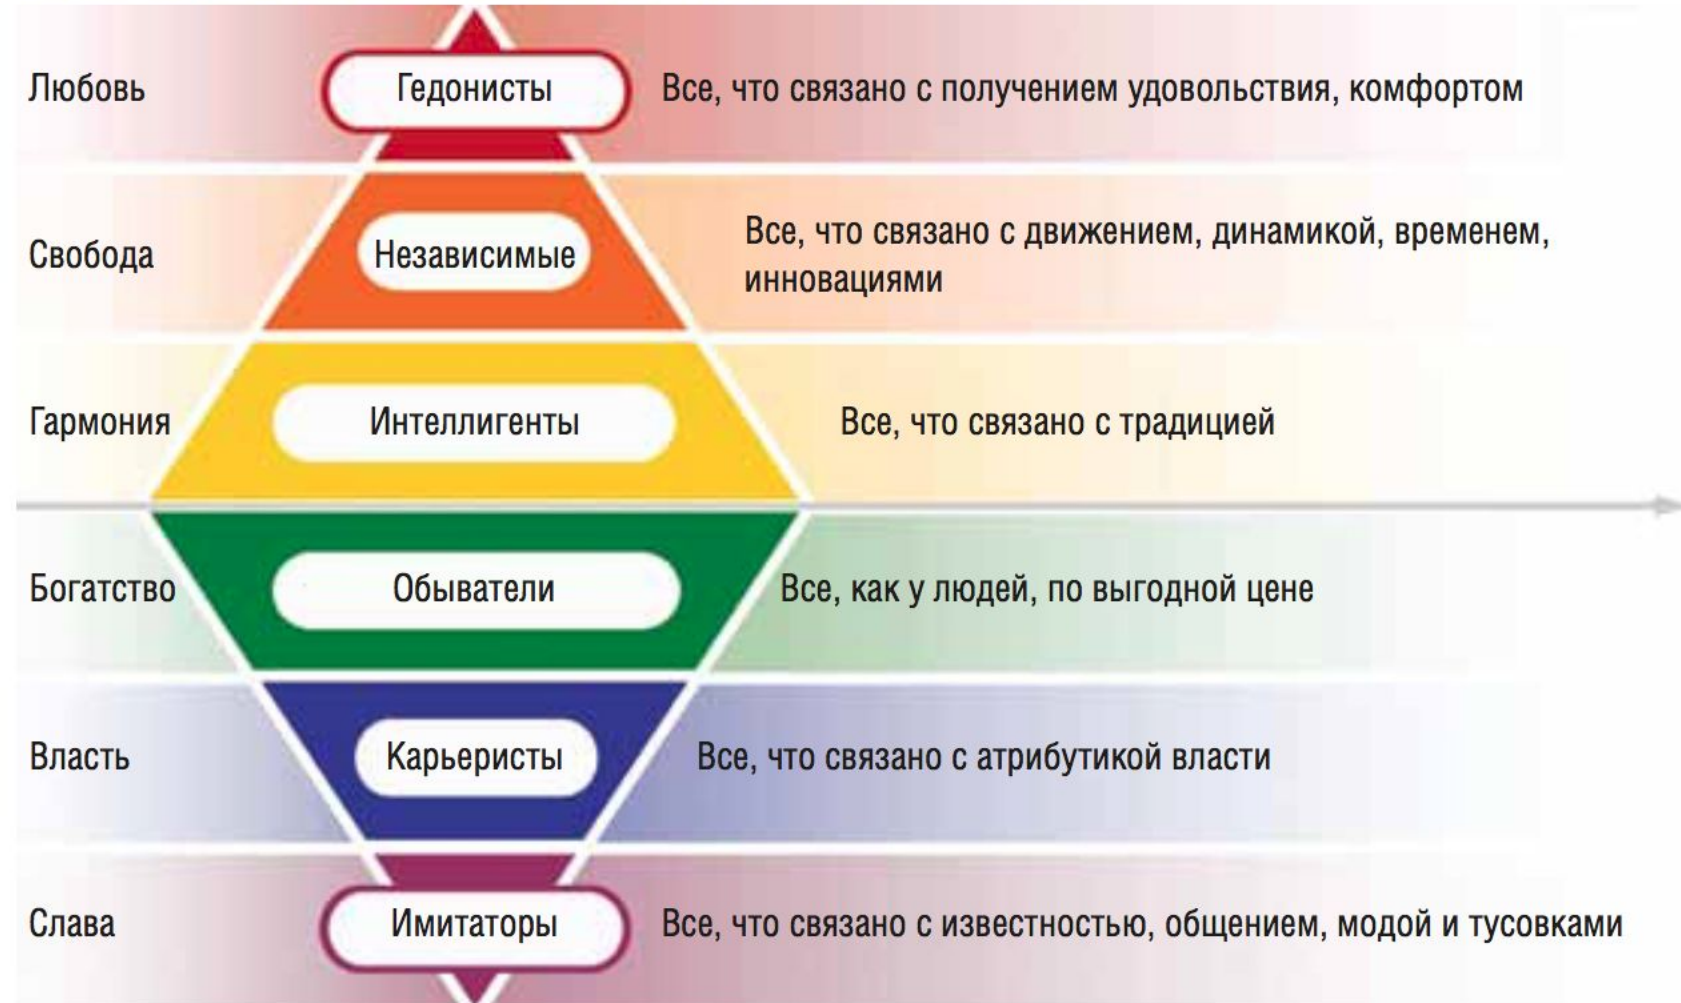 Любовь
Гедонисты
Все, что связано с получением удовольствия, комфортом
Свобода
Независимые
Все, что связано с движением, динамикой, временем,
инновациями
Гармония
Интеллигенты
Все, что связано с традицией
Богатство
Обыватели
Все, как у людей, по выгодной цене
Власть
Карьеристы
Все, что связано с атрибутикой власти
Слава
Имитаторы
Все, что связано с известностью, общением, модой и тусовками